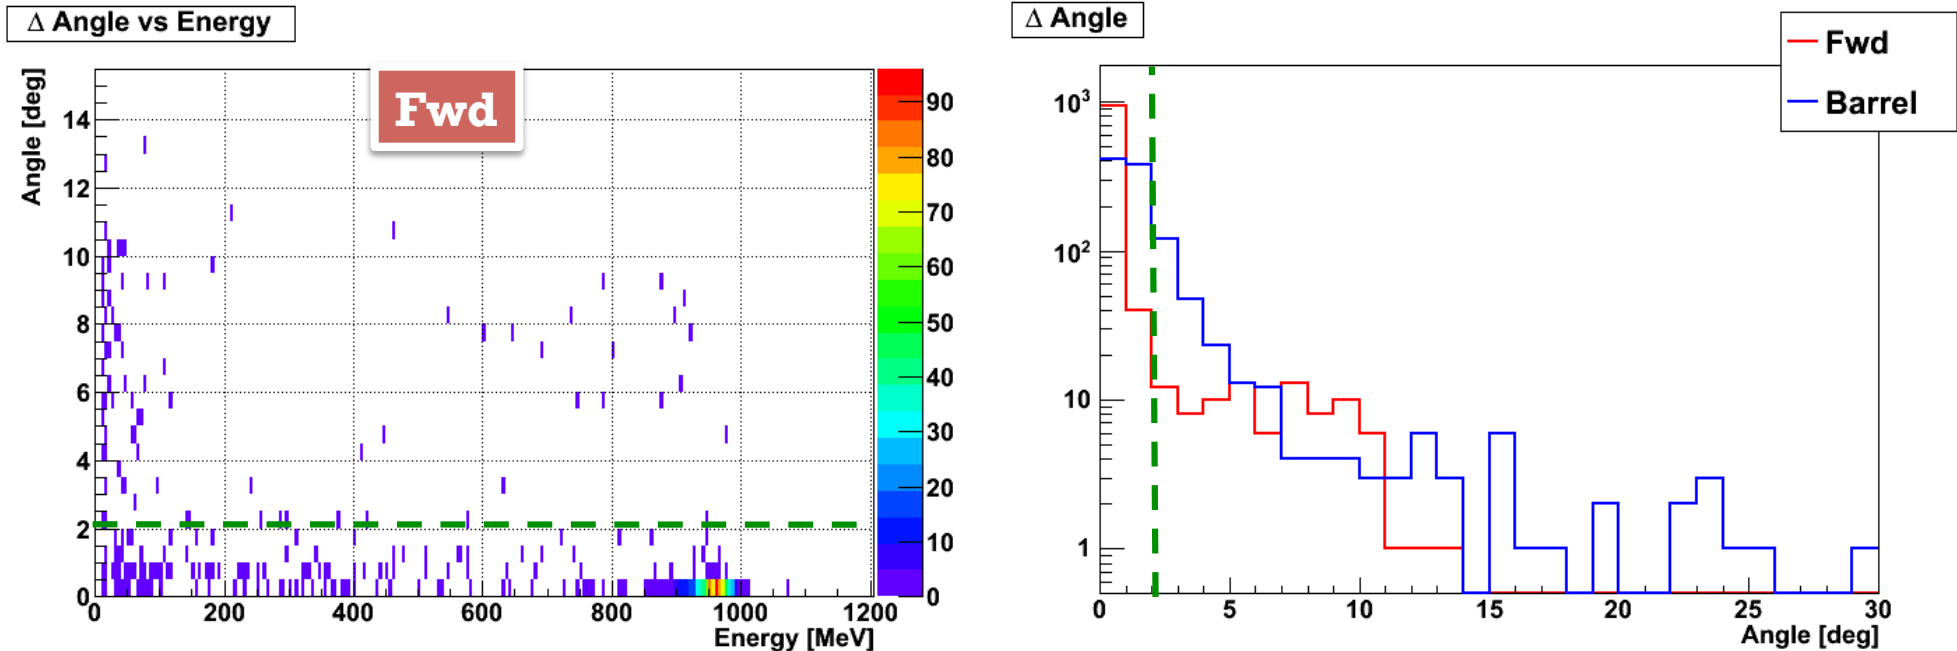 Δ Angle vs Energy
Fwd
Angle [deg]
14
12
10
8
6
4
2
0
0 200 400 600 800 1000 1200
Energy [MeV]
90
80
70
60
50
40
30
20
10
0
Δ Angle
Fwd
Barrel
10³
10²
10
1
0 5 10 15 20 25 30
Angle [deg]